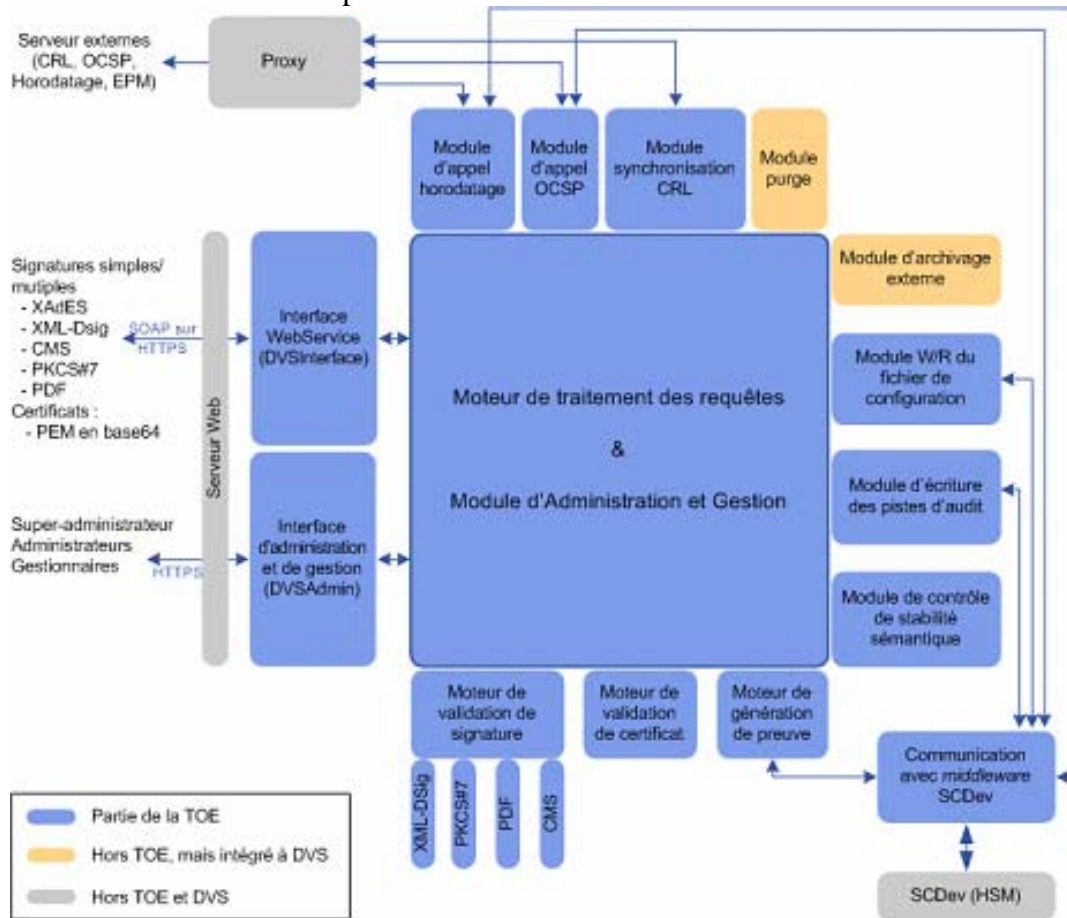 Serveur externes
(CRL, OCSP,
Horodatage, EPM)
Proxy
Module
d'appel
horodatage
Module
d'appel
OCSP
Module
synchronisation
CRL
Module
purge
Signatures simples/
mutiples
- XAdES
- XML-Dsig
- CMS
- PKCS#7
- PDF
Certificats :
- PEM en base64
SOAP sur
HTTPS
Serveur Web
Interface
WebService
(DVSInterface)
Moteur de traitement des requêtes
&
Module d'Administration et Gestion
Module d'archivage
externe
Module W/R du
fichier de
configuration
Module d'écriture
des pistes d'audit
Module de contrôle
de stabilité
sémantique
Super-administrateur
Administrateurs
Gestionnaires
HTTPS
Interface
d'administration
et de gestion
(DVSAdmin)
Moteur de
validation de
signature
Moteur de
validation
de certificat
Moteur de
génération
de preuve
XML-DSig
PKCS#7
PDF
CMS
Communication
avec middleware
SCDev
SCDev (HSM)
Partie de la TOE
Hors TOE, mais intégré à DVS
Hors TOE et DVS